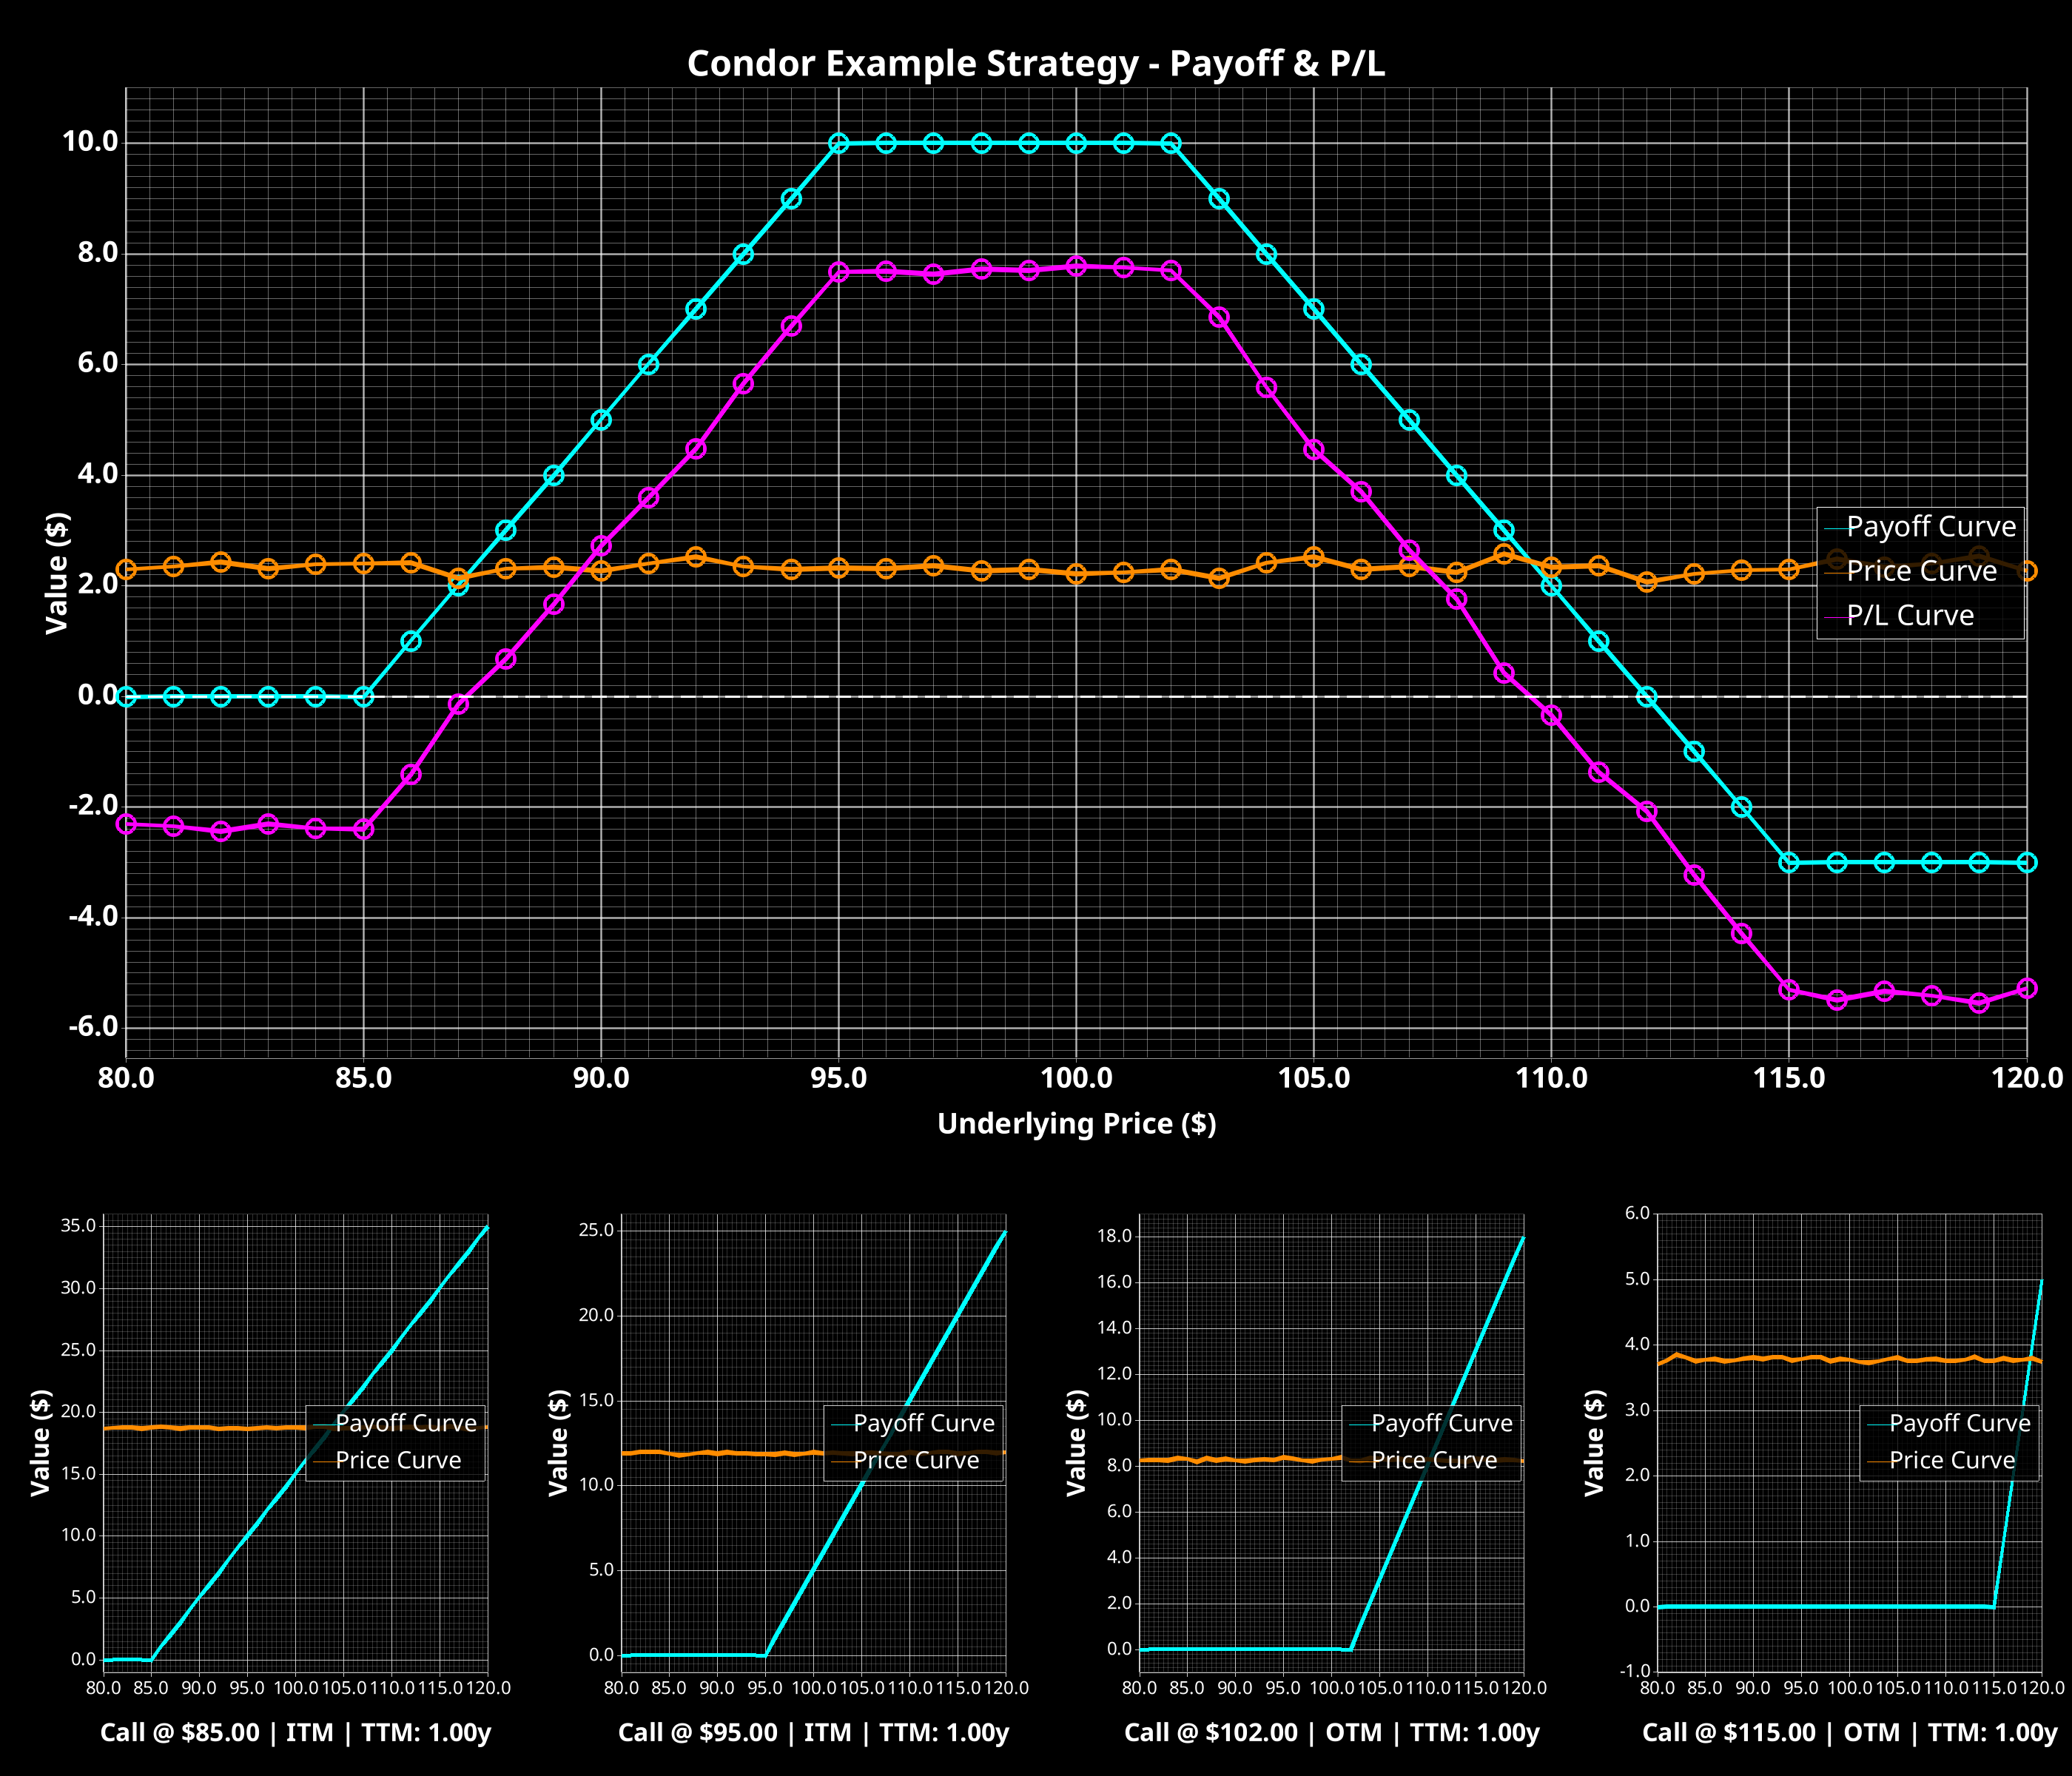 Condor Example Strategy - Payoff & P/L
10.0
8.0
6.0
4.0
2.0
0.0
-2.0
-4.0
-6.0
Value ($)
Payoff Curve
Price Curve
P/L Curve
80.0 85.0 90.0 95.0 100.0 105.0 110.0 115.0 120.0
Underlying Price ($)
35.0
30.0
25.0
20.0
15.0
10.0
5.0
0.0
Value ($)
Payoff Curve
Price Curve
80.0 85.0 90.0 95.0 100.0 105.0 110.0 115.0 120.0
Call @ $85.00 | ITM | TTM: 1.00y
25.0
20.0
15.0
10.0
5.0
0.0
Value ($)
Payoff Curve
Price Curve
80.0 85.0 90.0 95.0 100.0 105.0 110.0 115.0 120.0
Call @ $95.00 | ITM | TTM: 1.00y
18.0
16.0
14.0
12.0
10.0
8.0
6.0
4.0
2.0
0.0
Value ($)
Payoff Curve
Price Curve
80.0 85.0 90.0 95.0 100.0 105.0 110.0 115.0 120.0
Call @ $102.00 | OTM | TTM: 1.00y
6.0
5.0
4.0
3.0
2.0
1.0
0.0
-1.0
Value ($)
Payoff Curve
Price Curve
80.0 85.0 90.0 95.0 100.0 105.0 110.0 115.0 120.0
Call @ $115.00 | OTM | TTM: 1.00y